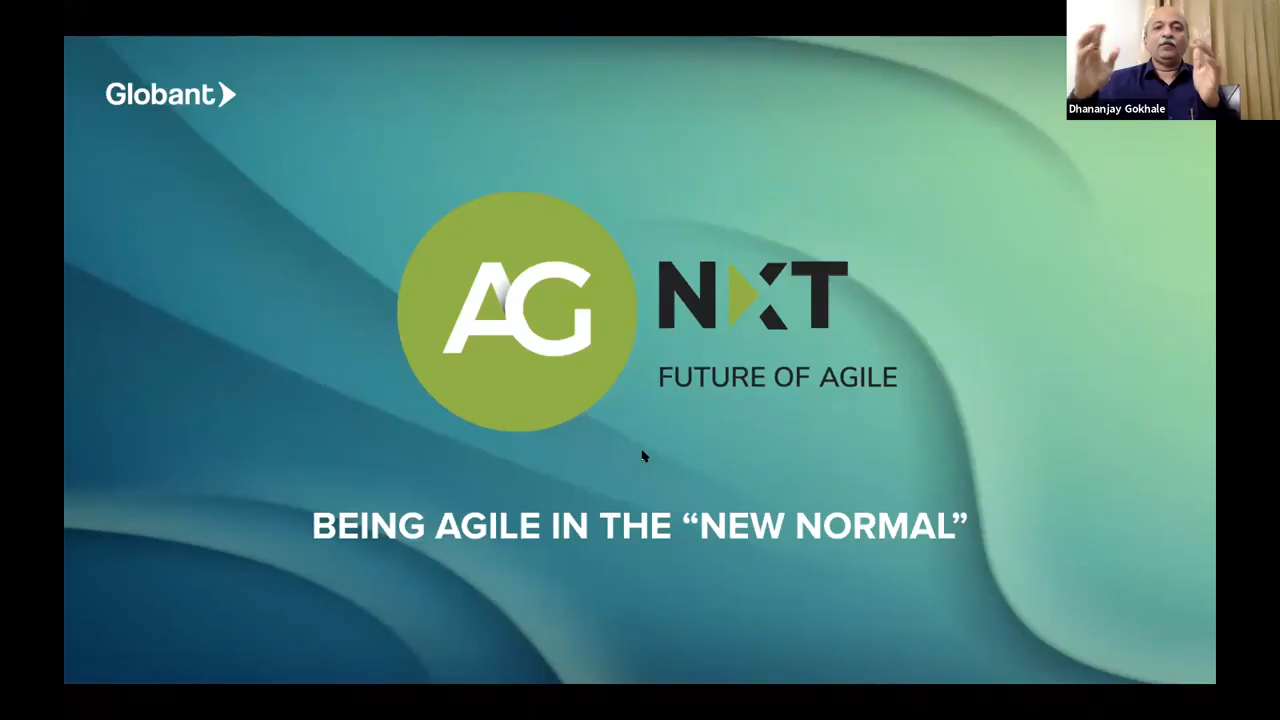 Globant
Dhananjay Gokhale
AG
NXT
FUTURE OF AGILE
BEING AGILE IN THE “NEW NORMAL”